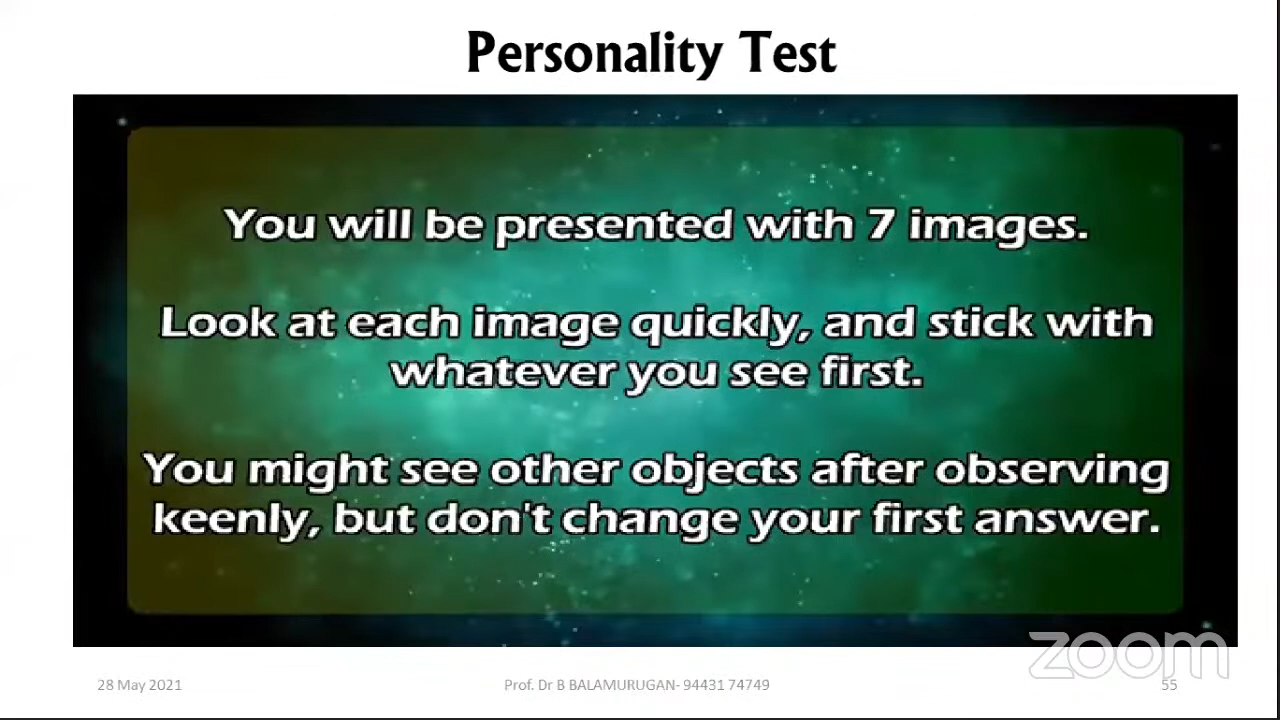 Personality Test
You will be presented with 7 images.
Look at each image quickly, and stick with
whatever you see first.
You might see other objects after observing
keenly, but don't change your first answer.
zoom
28 May 2021
Prof. Dr B BALAMURUGAN- 94431 74749
55